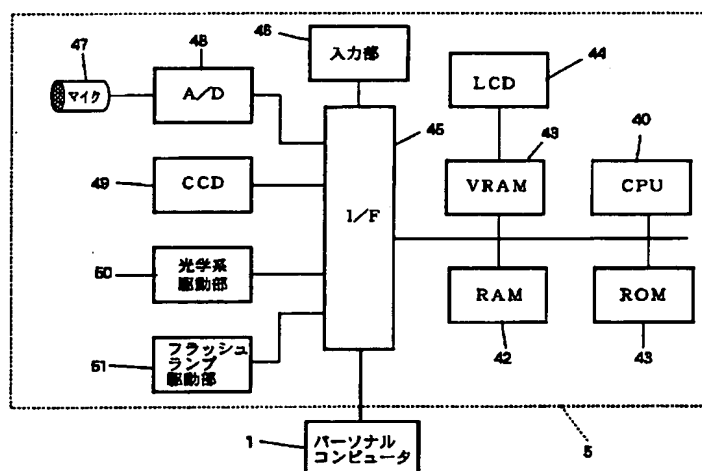 47
マイク
48
A/D
46
入力部
44
LCD
45
I/F
43
VRAM
40
CPU
49
CCD
50
光学系
駆動部
51
フラッシュ
ランプ
駆動部
RAM
42
ROM
43
1
パーソナル
コンピュータ
5